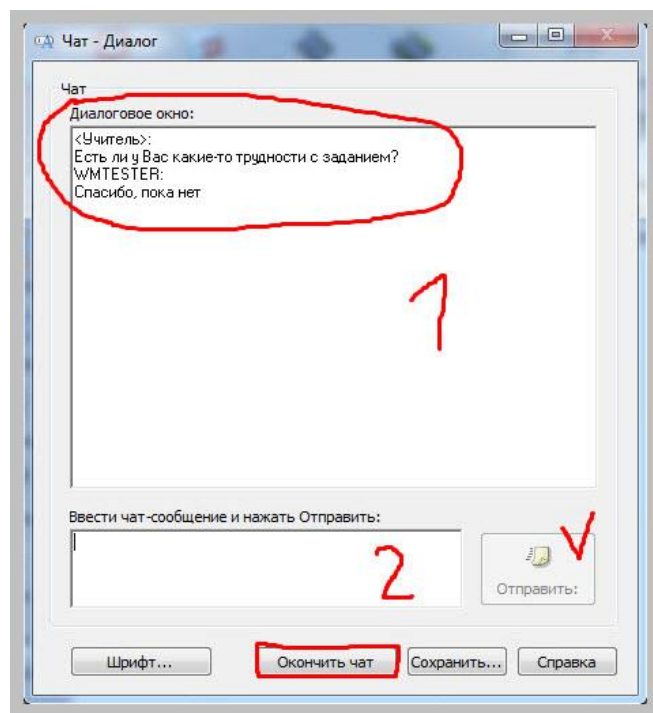 Чат - Диалог
Чат
Диалоговое окно:
<Учитель>:
Есть ли у Вас какие-то трудности с заданием?
WMTESTER:
Спасибо, пока нет
1
Ввести чат-сообщение и нажать Отправить:
2
V
Отправить:
Шрифт... Окончить чат Сохранить... Справка